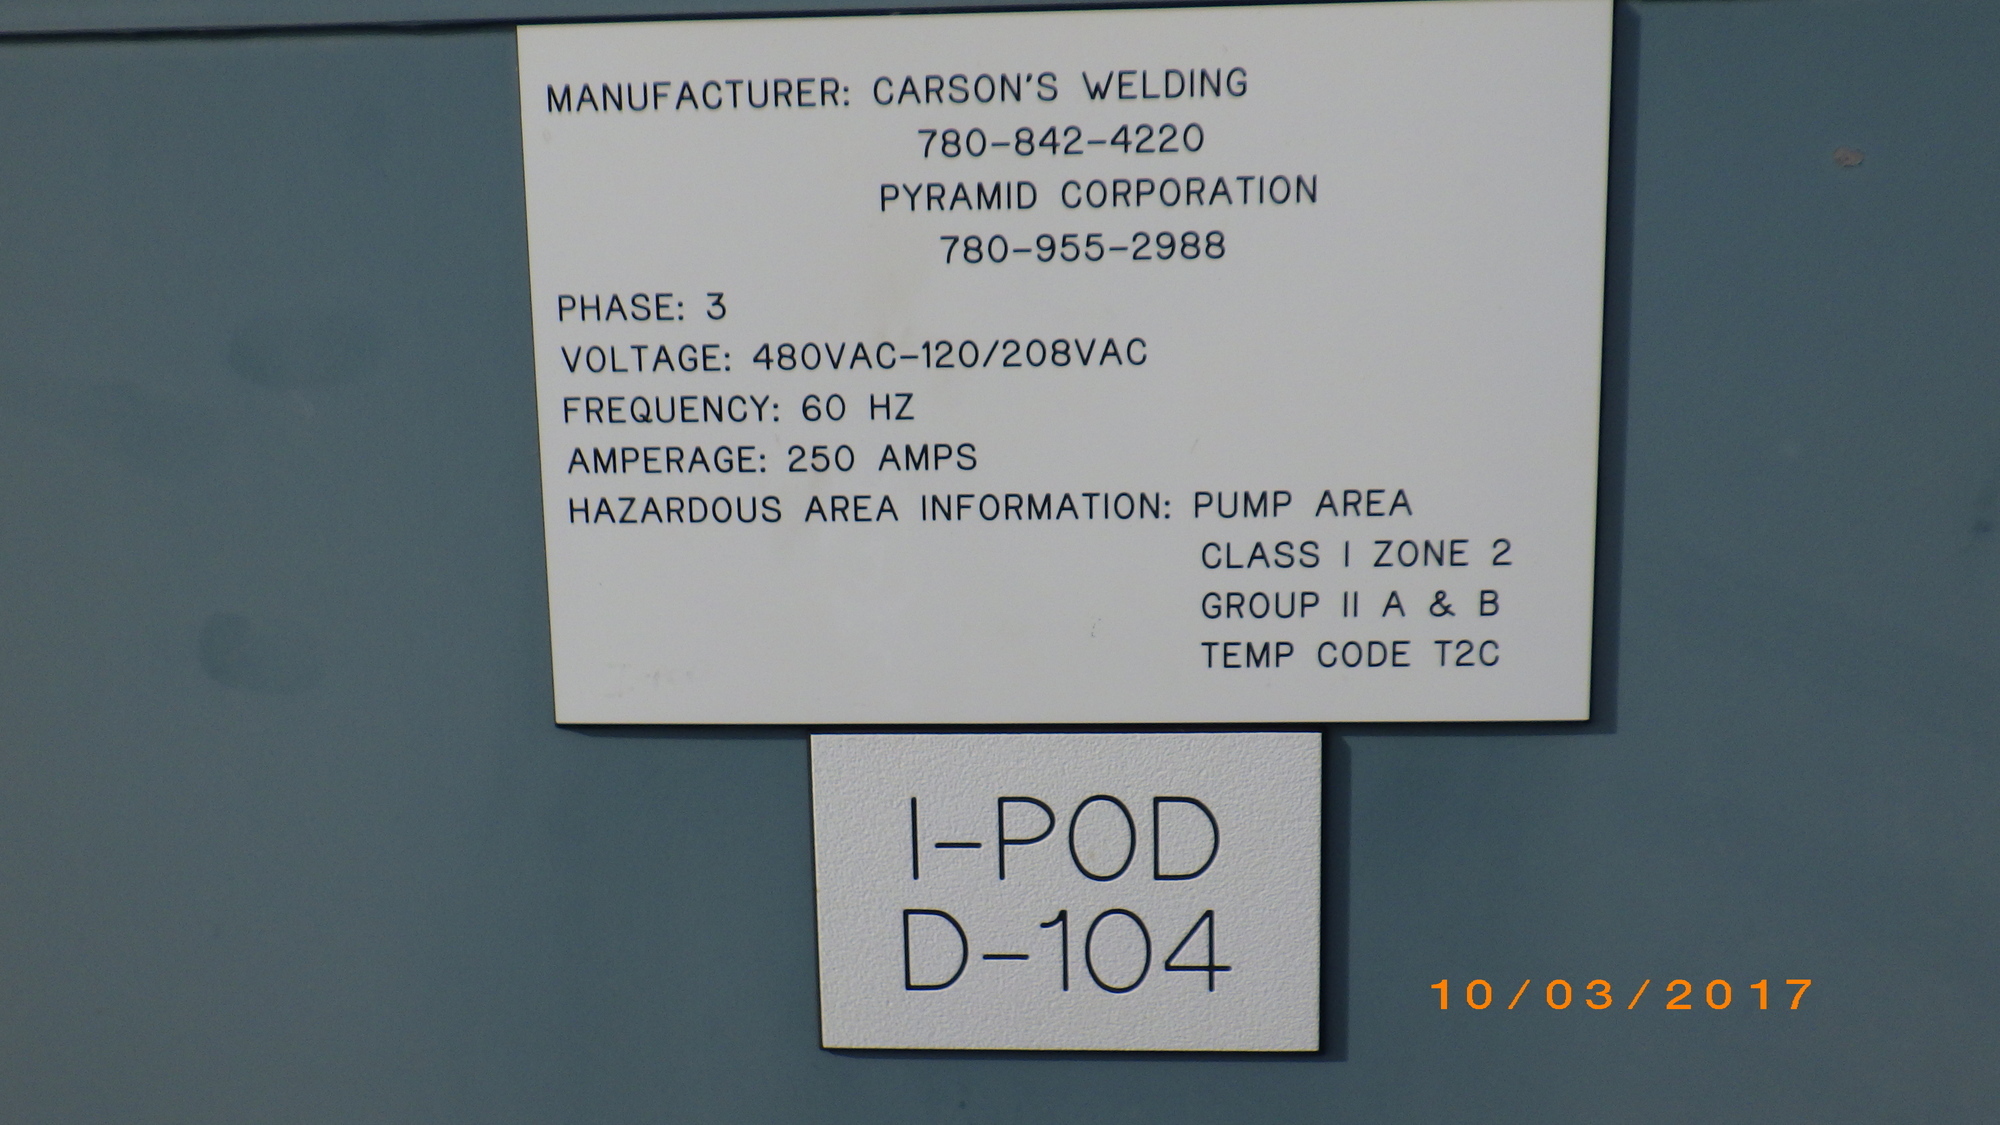 MANUFACTURER: CARSON'S WELDING
780-842-4220
PYRAMID CORPORATION
780-955-2988
PHASE: 3
VOLTAGE: 480VAC-120/208VAC
FREQUENCY: 60 HZ
AMPERAGE: 250 AMPS
HAZARDOUS AREA INFORMATION: PUMP AREA
CLASS I ZONE 2
GROUP II A & B
TEMP CODE T2C
I-POD
D-104
10/03/2017